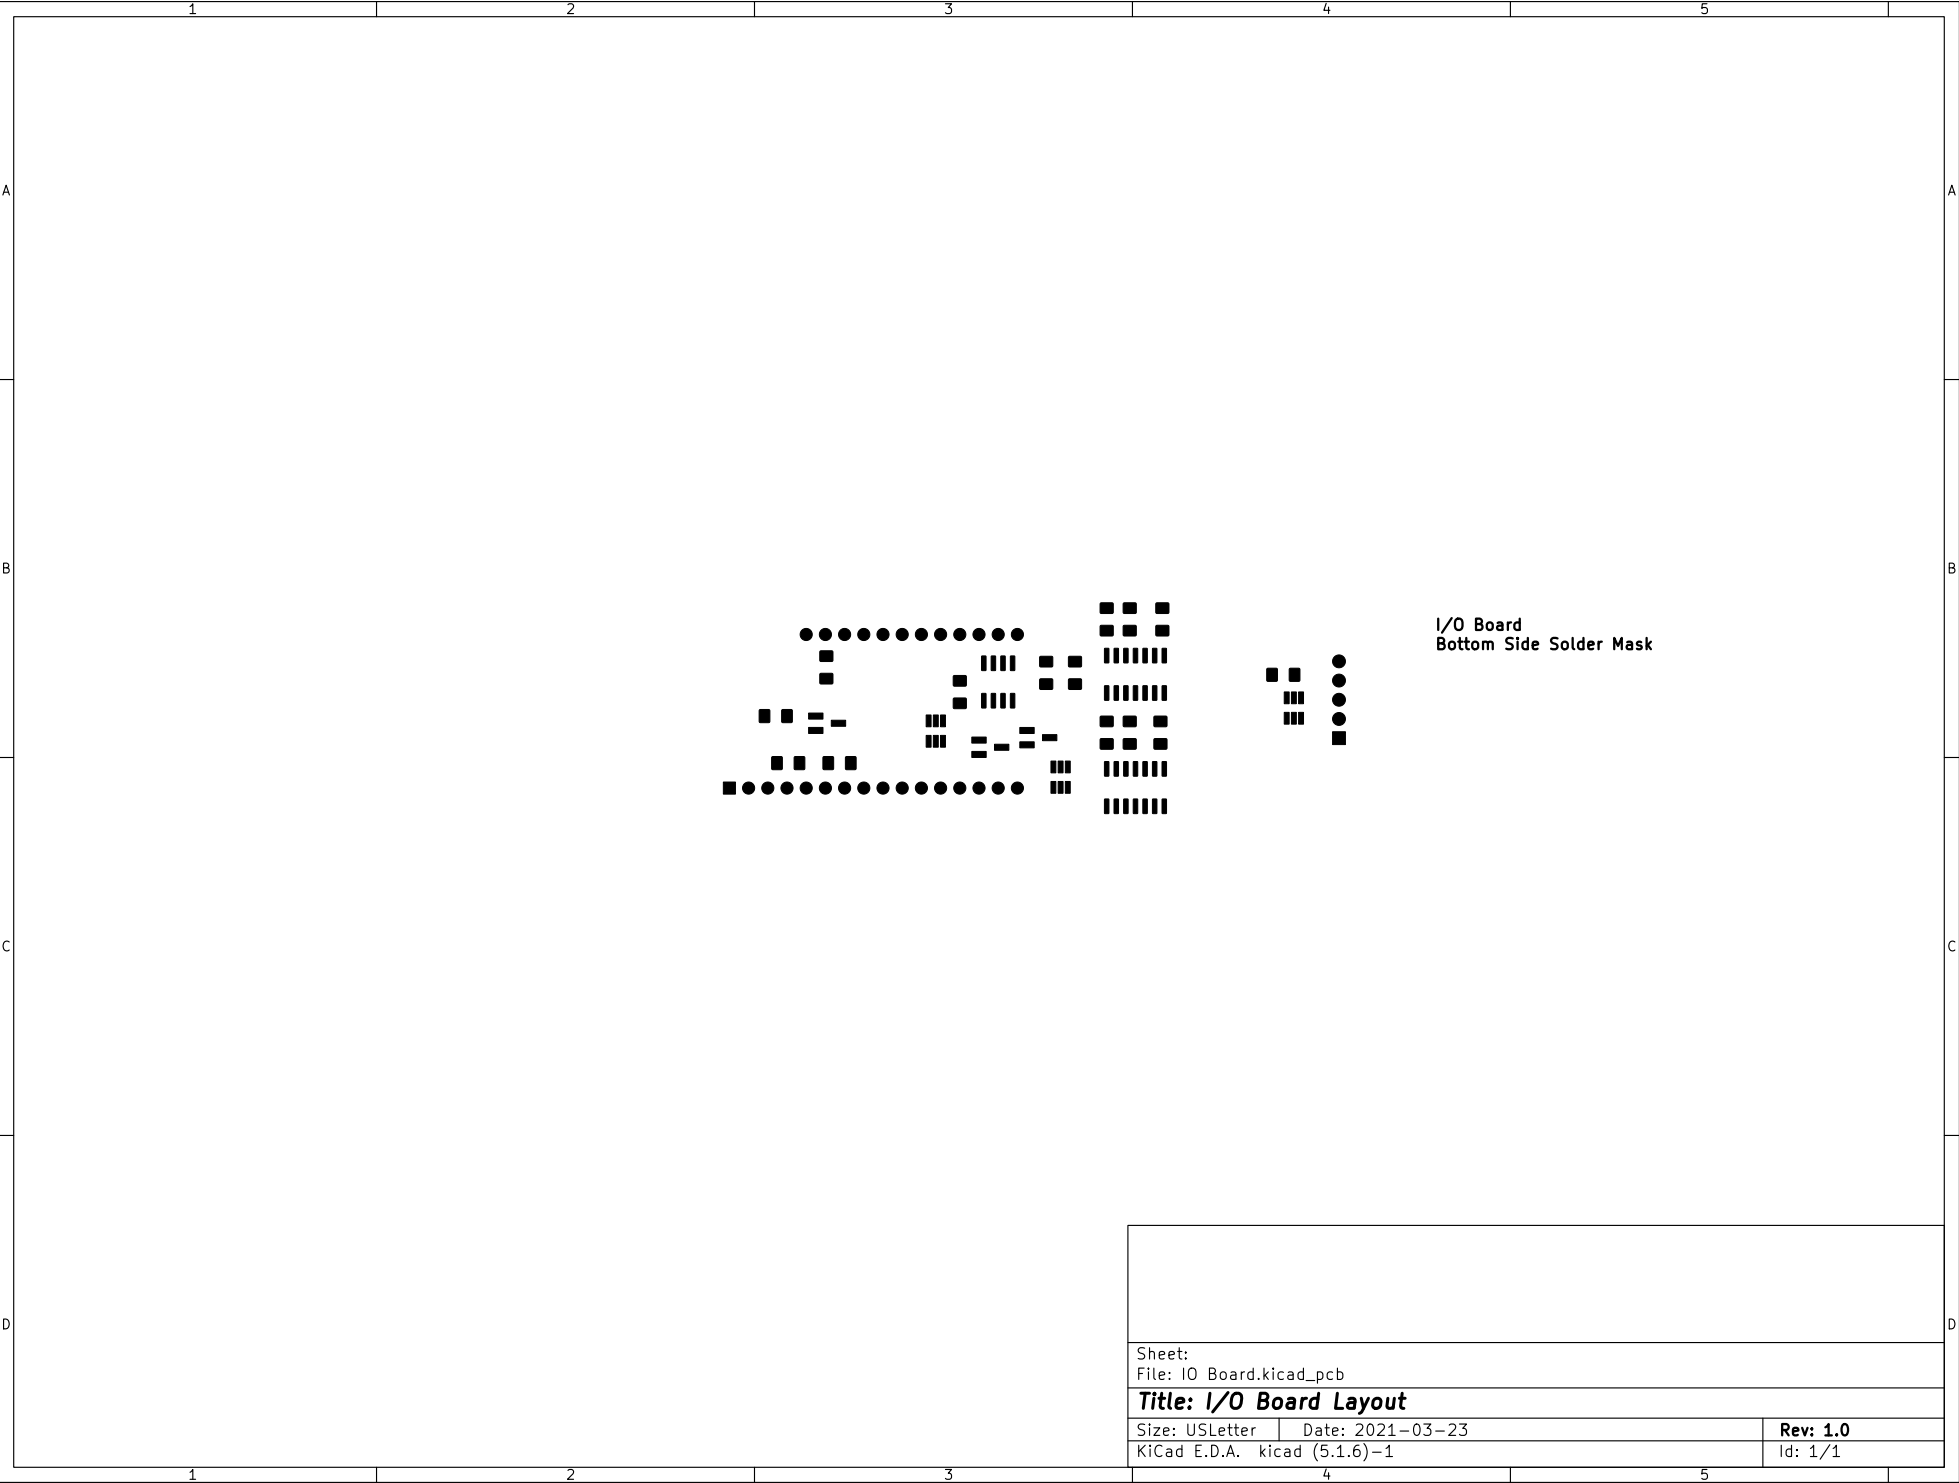 1 2 3 4 5
A A
B B
I/O Board
Bottom Side Solder Mask
C C
D D
Sheet:
File: IO Board.kicad_pcb
Title: I/O Board Layout
Size: USLetter Date: 2021-03-23 Rev: 1.0
KiCad E.D.A. kicad (5.1.6)-1 Id: 1/1
1 2 3 4 5